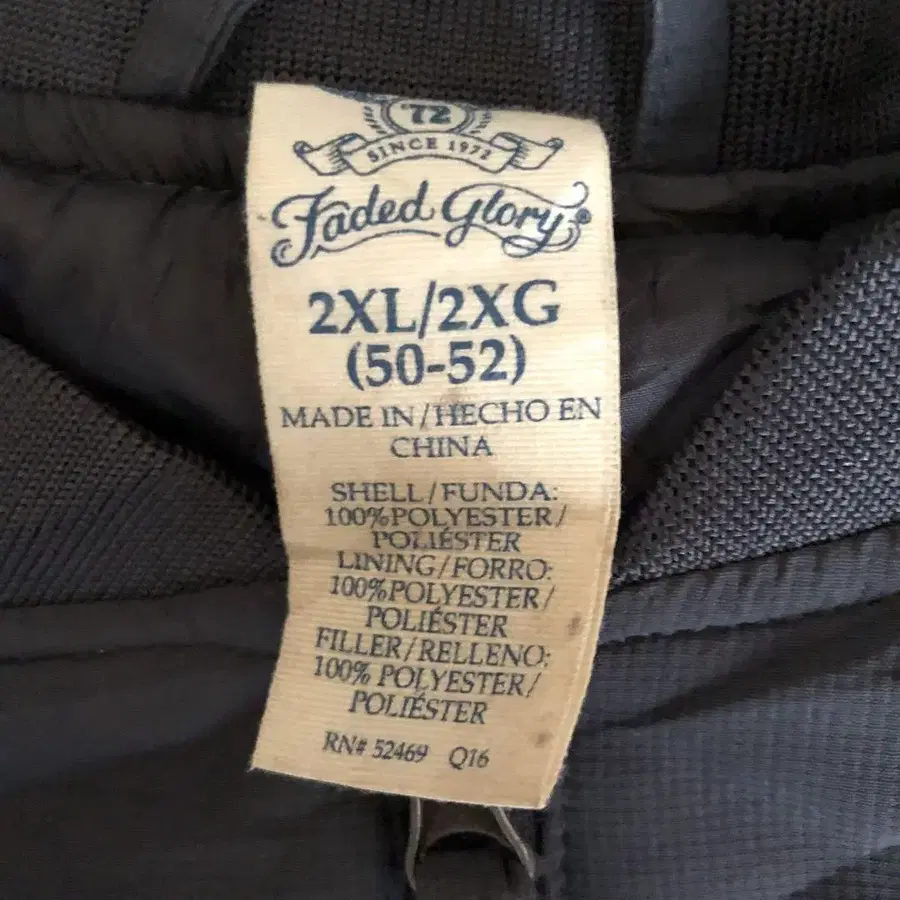 72
SINCE 1972
Faded Glory®
2XL/2XG
(50-52)
MADE IN/HECHO EN
CHINA
SHELL/FUNDA:
100%POLYESTER/
POLIÉSTER
LINING/FORRO:
100%POLYESTER/
POLIÉSTER
FILLER/RELLENO:
100% POLYESTER/
POLIÉSTER
RN# 52469 Q16